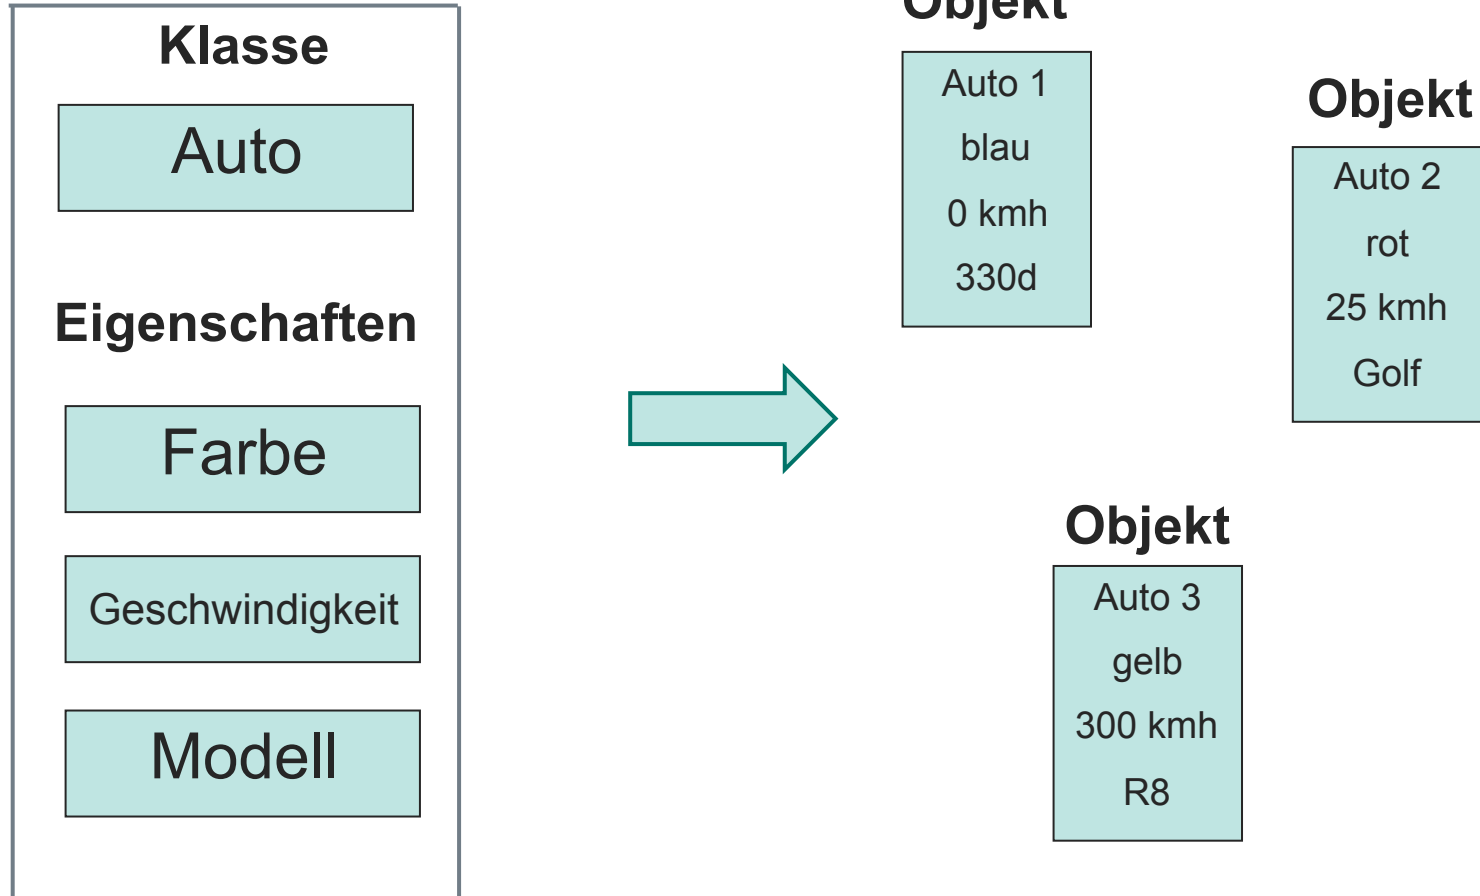 Klasse
Auto
Eigenschaften
Farbe
Geschwindigkeit
Modell
Objekt
Auto 1
blau
0 kmh
330d
Objekt
Auto 2
rot
25 kmh
Golf
Objekt
Auto 3
gelb
300 kmh
R8